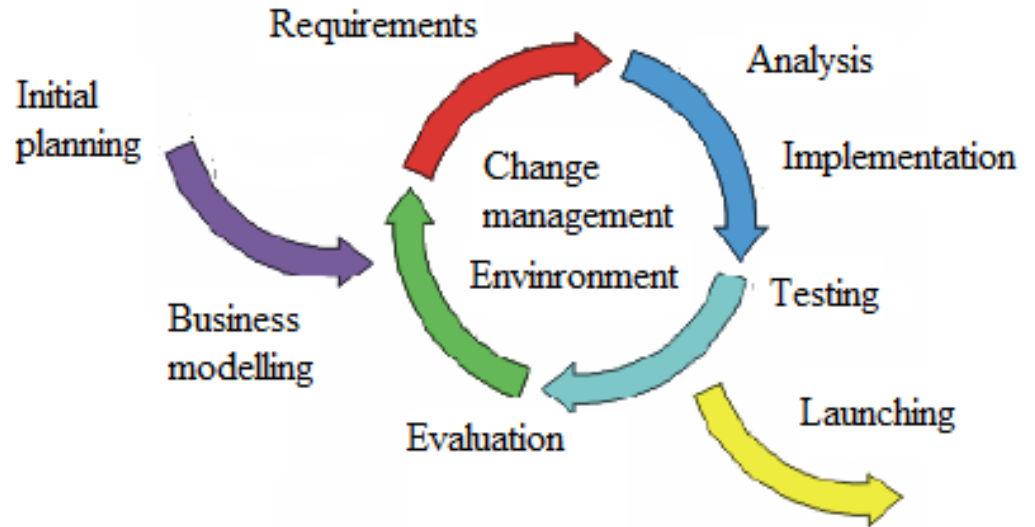 Requirements
Analysis
Initial
planning
Implementation
Change
management
Envinronment
Testing
Business
modelling
Launching
Evaluation